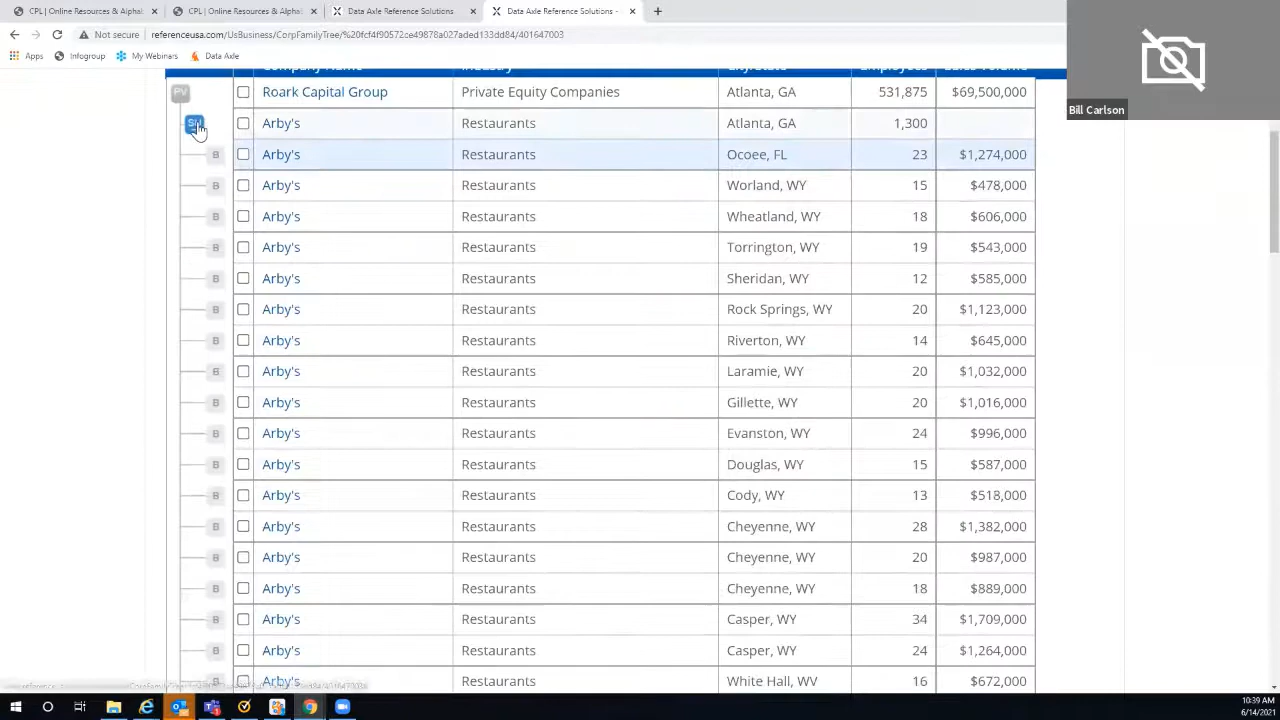 CPL | Online Resources & Alphab
CPL | Online Resources & Alphab
Data Axle Reference Solutions
Data Axle Reference Solutions -
Not secure | referenceusa.com/UsBusiness/CorpFamilyTree/%20fcf4f90572ce49878a027aded133dd84/401647003
Apps Infogroup My Webinars Data Axle
Bill Carlson
Company Name Industry City/State Employees Sales Volume
PV Roark Capital Group Private Equity Companies Atlanta, GA 531,875 $69,500,000
Arby's Restaurants Atlanta, GA 1,300
B Arby's Restaurants Ocoee, FL 23 $1,274,000
B Arby's Restaurants Worland, WY 15 $478,000
B Arby's Restaurants Wheatland, WY 18 $606,000
B Arby's Restaurants Torrington, WY 19 $543,000
B Arby's Restaurants Sheridan, WY 12 $585,000
B Arby's Restaurants Rock Springs, WY 20 $1,123,000
B Arby's Restaurants Riverton, WY 14 $645,000
B Arby's Restaurants Laramie, WY 20 $1,032,000
B Arby's Restaurants Gillette, WY 20 $1,016,000
B Arby's Restaurants Evanston, WY 24 $996,000
B Arby's Restaurants Douglas, WY 15 $587,000
B Arby's Restaurants Cody, WY 13 $518,000
B Arby's Restaurants Cheyenne, WY 28 $1,382,000
B Arby's Restaurants Cheyenne, WY 20 $987,000
B Arby's Restaurants Cheyenne, WY 18 $889,000
B Arby's Restaurants Casper, WY 34 $1,709,000
B Arby's Restaurants Casper, WY 24 $1,264,000
B Arby's Restaurants White Hall, WV 16 $672,000
10:39 AM
6/14/2021